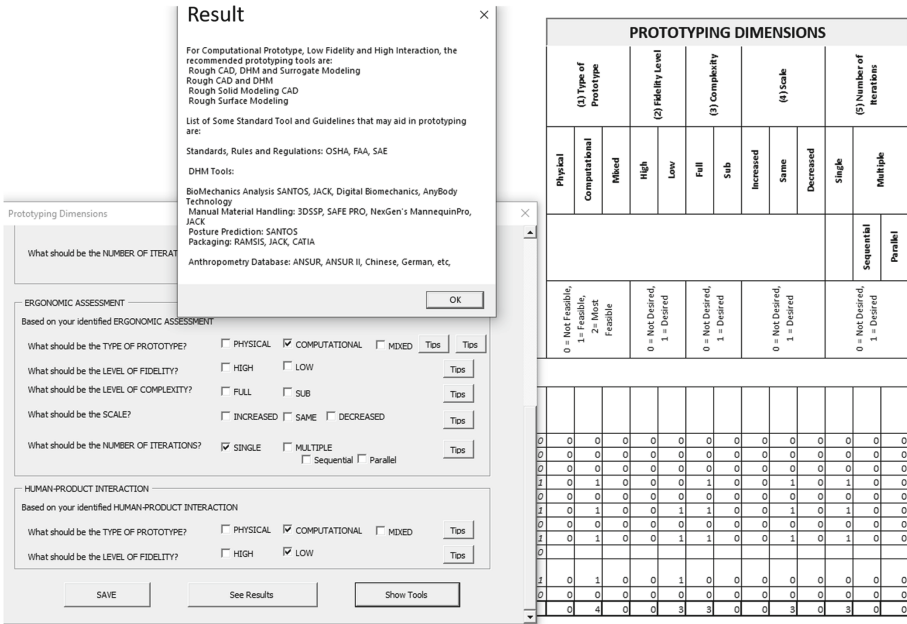 Result
For Computational Prototype, Low Fidelity and High Interaction, the
recommended prototyping tools are:
Rough CAD, DHM and Surrogate Modeling
Rough CAD and DHM
Rough Solid Modeling CAD
Rough Surface Modeling
List of Some Standard Tool and Guidelines that may aid in prototyping
are:
Standards, Rules and Regulations: OSHA, FAA, SAE
DHM Tools:
BioMechanics Analysis SANTOS, JACK, Digital Biomechanics, AnyBody
Technology
Manual Material Handling: 3DSSP, SAFE PRO, NexGen's MannequinPro,
JACK
Posture Prediction: SANTOS
Packaging: RAMSIS, JACK, CATIA
Anthropometry Database: ANSUR, ANSUR II, Chinese, German, etc,
OK
Prototyping Dimensions
What should be the NUMBER OF ITERAT
ERGONOMIC ASSESSMENT
Based on your identified ERGONOMIC ASSESSMENT
What should be the TYPE OF PROTOTYPE? PHYSICAL COMPUTATIONAL MIXED Tips Tips
What should be the LEVEL OF FIDELITY? HIGH LOW Tips
What should be the LEVEL OF COMPLEXITY? FULL SUB Tips
What should be the SCALE? INCREASED SAME DECREASED Tips
What should be the NUMBER OF ITERATIONS? SINGLE MULTIPLE Tips
Sequential Parallel
HUMAN-PRODUCT INTERACTION
Based on your identified HUMAN-PRODUCT INTERACTION
What should be the TYPE OF PROTOTYPE? PHYSICAL COMPUTATIONAL MIXED Tips
What should be the LEVEL OF FIDELITY? HIGH LOW Tips
SAVE See Results Show Tools
PROTOTYPING DIMENSIONS
(1) Type of
Prototype
(2) Fidelity Level
(3) Complexity
(4) Scale
(5) Number of
Iterations
Physical
Computational
Mixed
High
Low
Full
Sub
Increased
Same
Decreased
Single
Multiple
Sequential
Parallel
0 = Not Feasible,
1= Feasible,
2= Most
Feasible
0 = Not Desired,
1 = Desired
0 = Not Desired,
1 = Desired
0 = Not Desired,
1 = Desired
0 = Not Desired,
1 = Desired
0 0 0 0 0 0 0 0 0 0 0 0 0 0
0 0 0 0 0 0 0 0 0 0 0 0 0 0
0 0 0 0 0 0 0 0 0 0 0 0 0 0
1 0 1 0 0 0 1 0 0 1 0 1 0 0
0 0 0 0 0 0 0 0 0 0 0 0 0 0
1 0 1 0 0 1 1 0 0 1 0 1 0 0
0 0 0 0 0 0 0 0 0 0 0 0 0 0
1 0 1 0 0 1 1 0 0 1 0 1 0 0
0
1 0 1 0 0 1 0 0 0 0 0 0 0 0
0 0 0 0 0 0 0 0 0 0 0 0 0 0
0 4 0 0 3 3 0 0 3 0 3 0 0